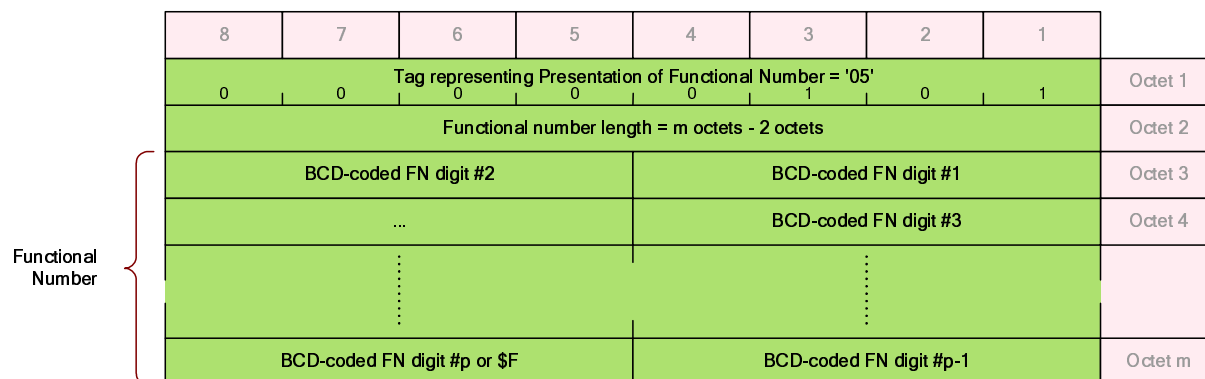 8 7 6 5 4 3 2 1
Tag representing Presentation of Functional Number = '05'
0 0 0 0 0 1 0 1
Octet 1
Functional number length = m octets - 2 octets
Octet 2
BCD-coded FN digit #2
BCD-coded FN digit #1
Octet 3
...
BCD-coded FN digit #3
Octet 4
Functional
Number
BCD-coded FN digit #p or $F
BCD-coded FN digit #p-1
Octet m